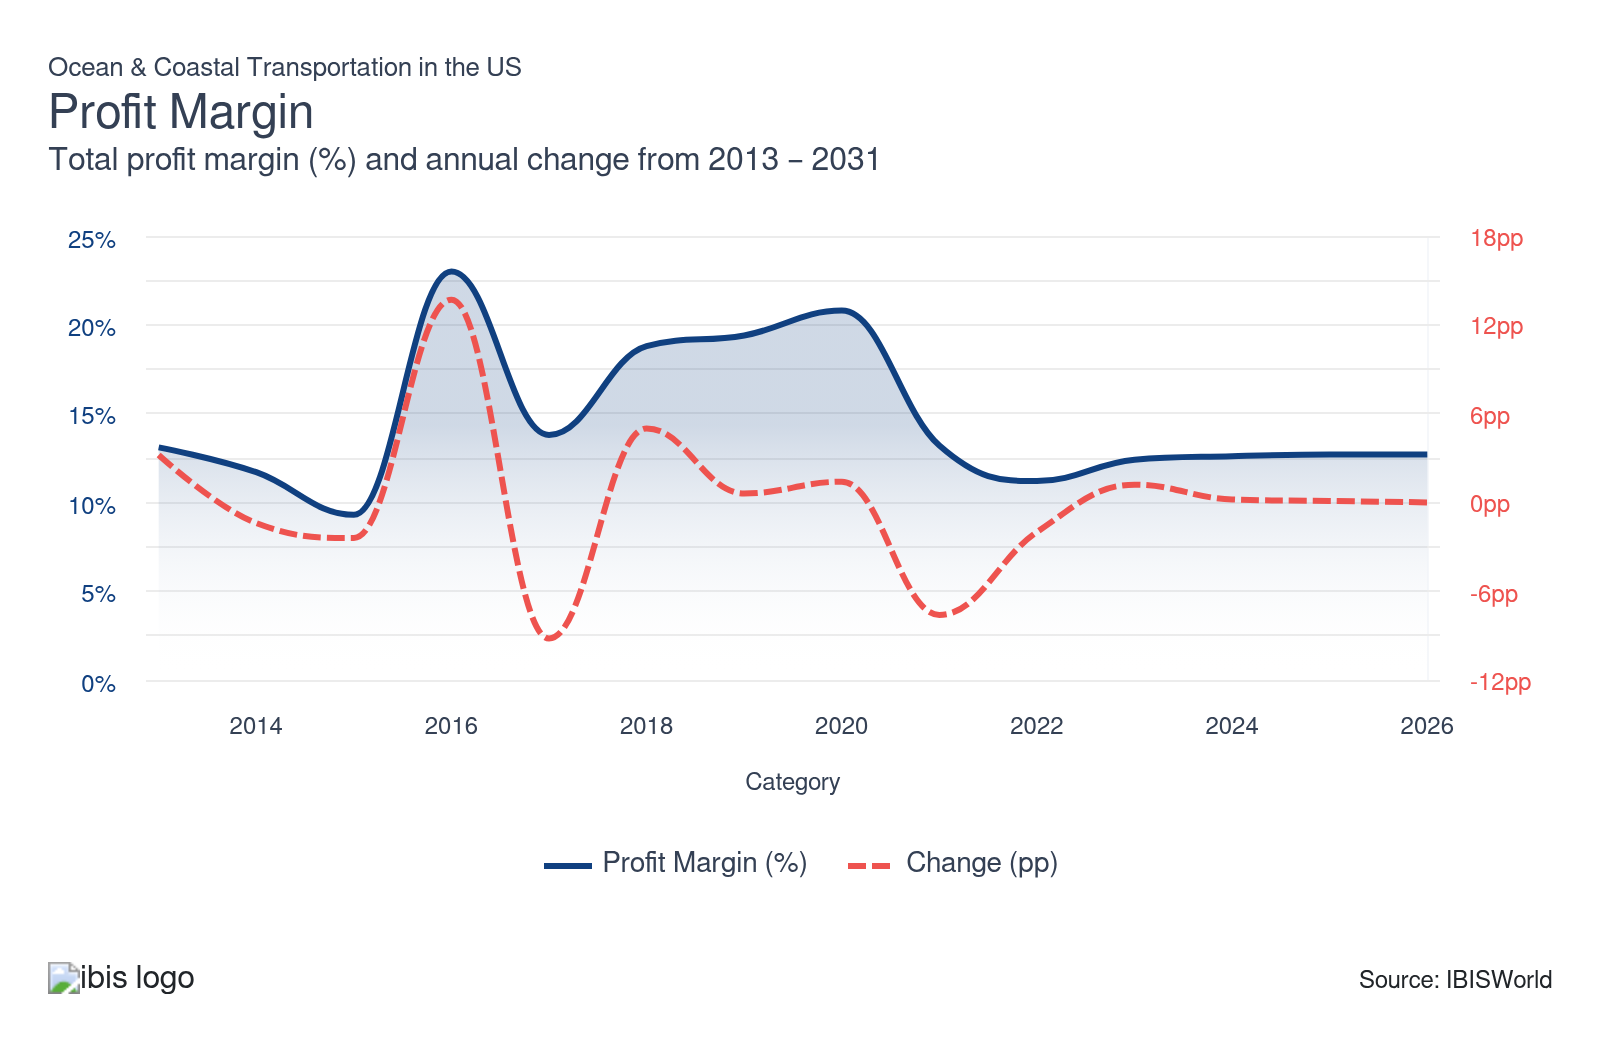 Ocean & Coastal Transportation in the US
Profit Margin
Total profit margin (%) and annual change from 2013 – 2031
25%
20%
15%
10%
5%
0%
18pp
12pp
6pp
0pp
-6pp
-12pp
2014 2016 2018 2020 2022 2024 2026
Category
Profit Margin (%) Change (pp)
ibis logo
Source: IBISWorld